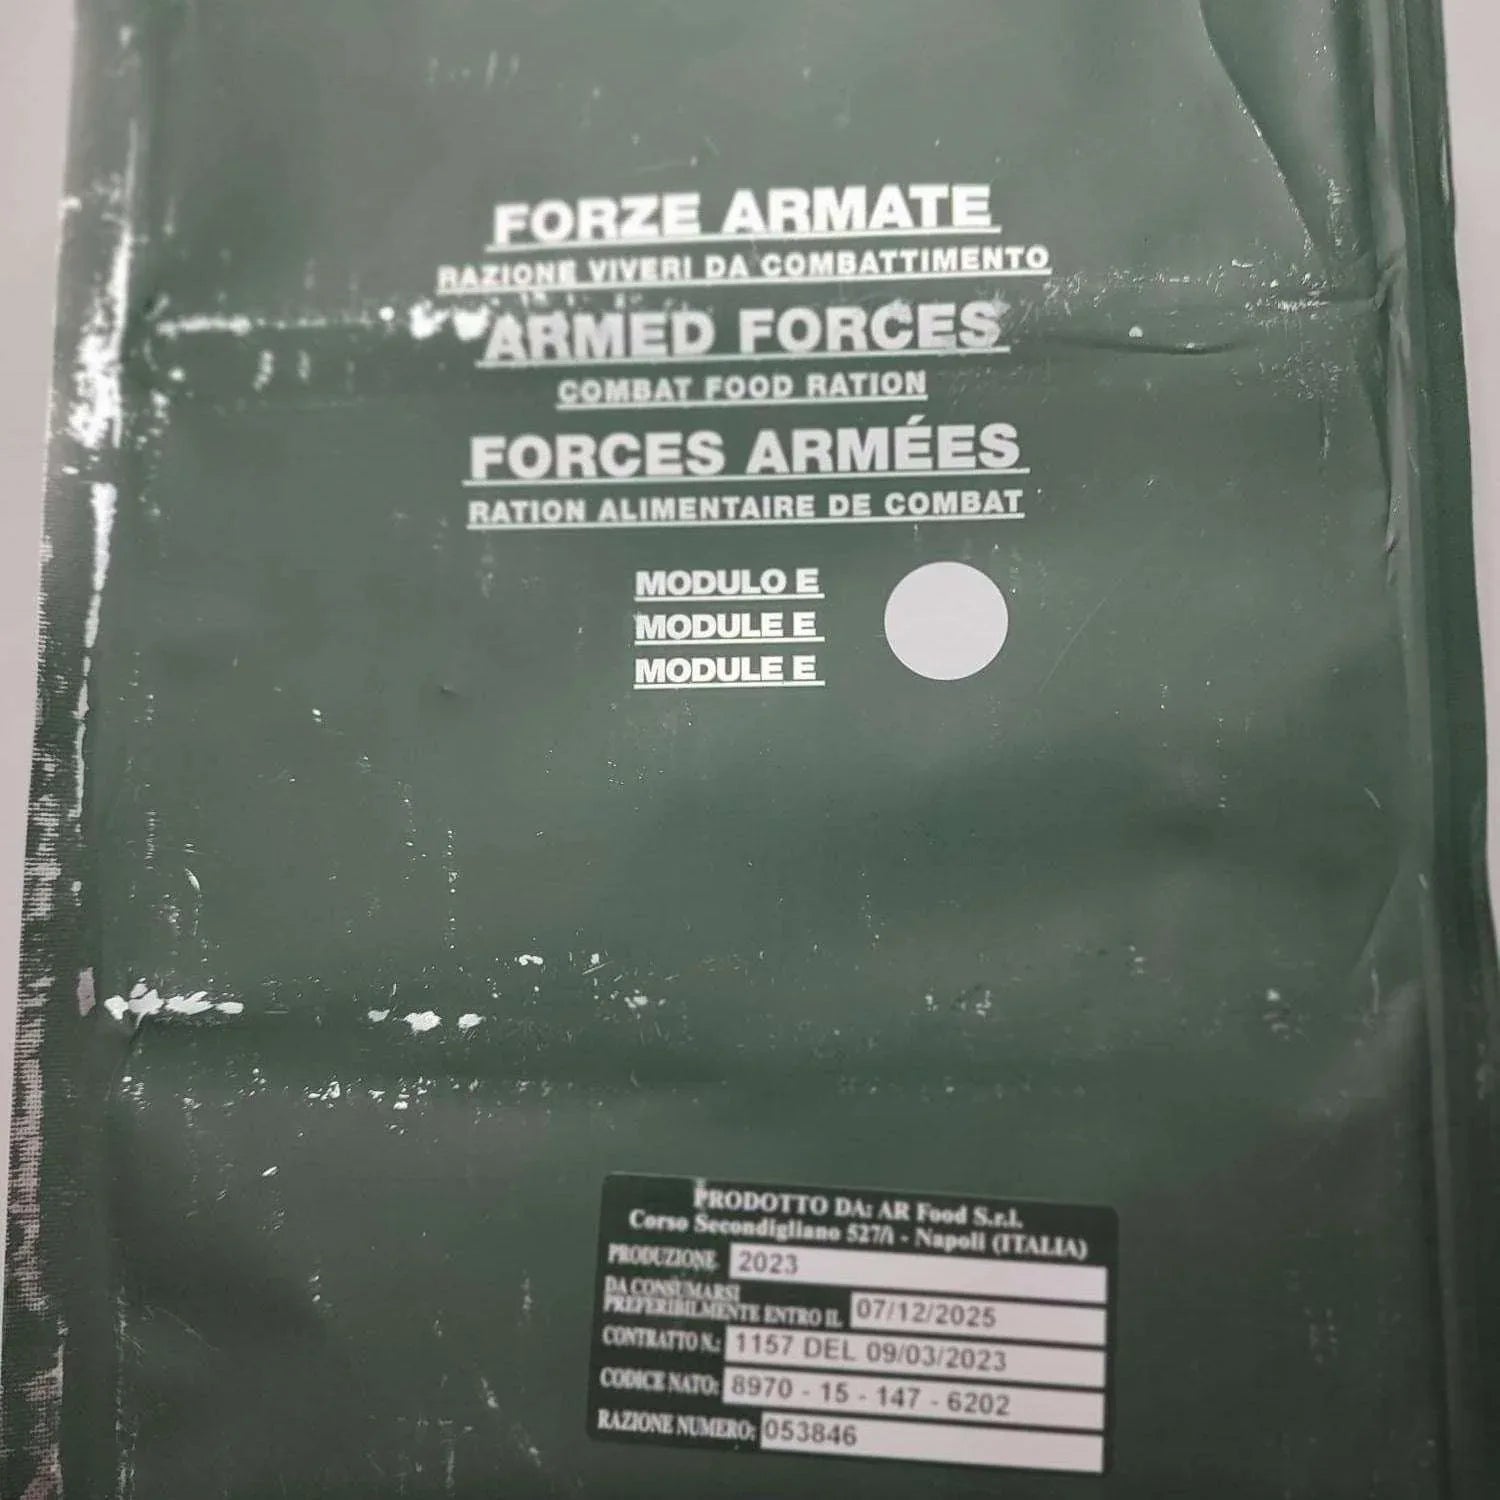 FORZE ARMATE
RAZIONE VIVERI DA COMBATTIMENTO
ARMED FORCES
COMBAT FOOD RATION
FORCES ARMÉES
RATION ALIMENTAIRE DE COMBAT
MODULO E
MODULE E
MODULE E
PRODOTTO DA: AR Food S.r.l.
Corso Secondigliano 527/i - Napoli (ITALIA)
PRODUZIONE 2023
DA CONSUMARSI
PREFERIBILMENTE ENTRO IL 07/12/2025
CONTRATTO N.: 1157 DEL 09/03/2023
CODICE NATO: 8970 - 15 - 147 - 6202
RAZIONE NUMERO: 053846